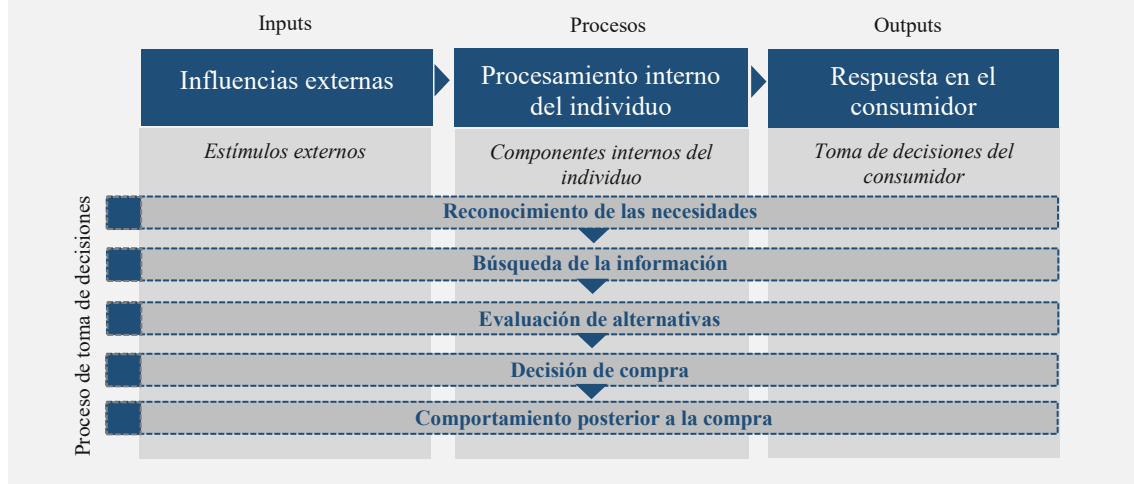 Inputs
Procesos
Outputs
Influencias externas
Procesamiento interno
del individuo
Respuesta en el
consumidor
Estímulos externos
Componentes internos del
individuo
Toma de decisiones del
consumidor
Proceso de toma de decisiones
Reconocimiento de las necesidades
Búsqueda de la información
Evaluación de alternativas
Decisión de compra
Comportamiento posterior a la compra